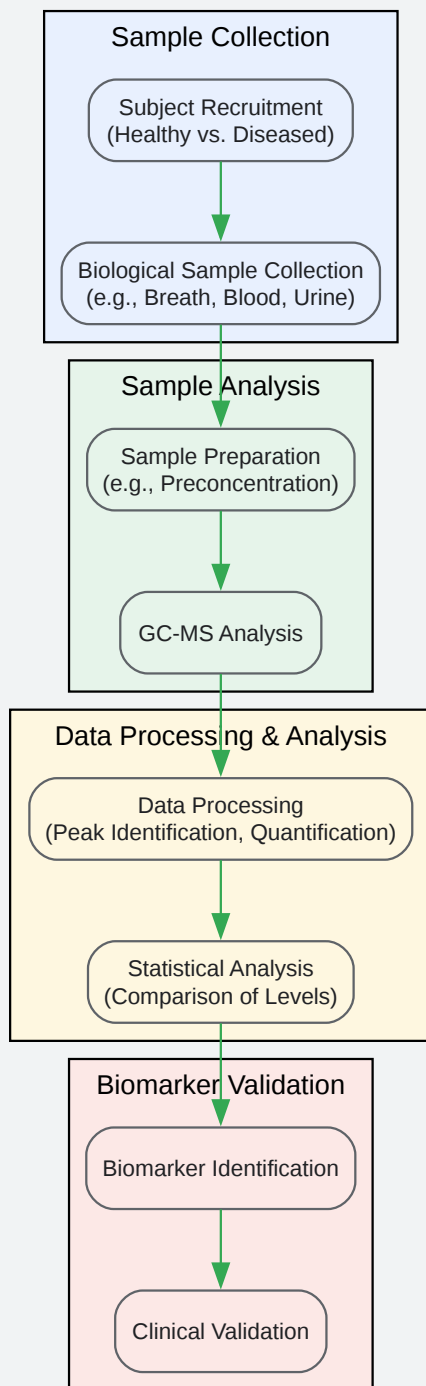 Sample Collection
Subject Recruitment
(Healthy vs. Diseased)
Biological Sample Collection
(e.g., Breath, Blood, Urine)
Sample Analysis
Sample Preparation
(e.g., Preconcentration)
GC-MS Analysis
Data Processing & Analysis
Data Processing
(Peak Identification, Quantification)
Statistical Analysis
(Comparison of Levels)
Biomarker Validation
Biomarker Identification
Clinical Validation